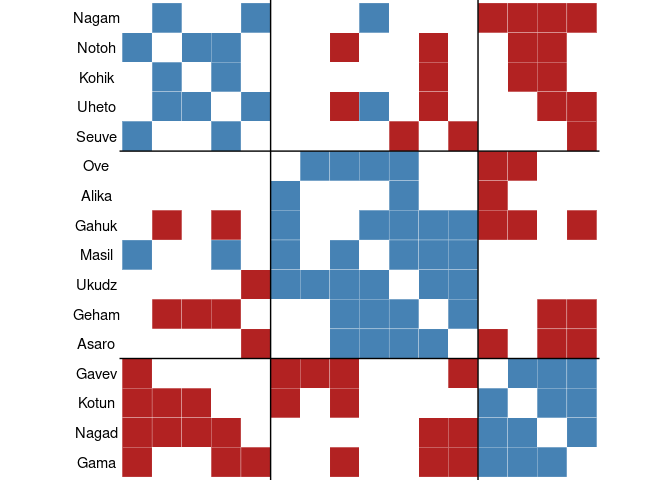 Nagam
Notoh
Kohik
Uheto
Seuve
Ove
Alika
Gahuk
Masil
Ukudz
Geham
Asaro
Gavev
Kotun
Nagad
Gama